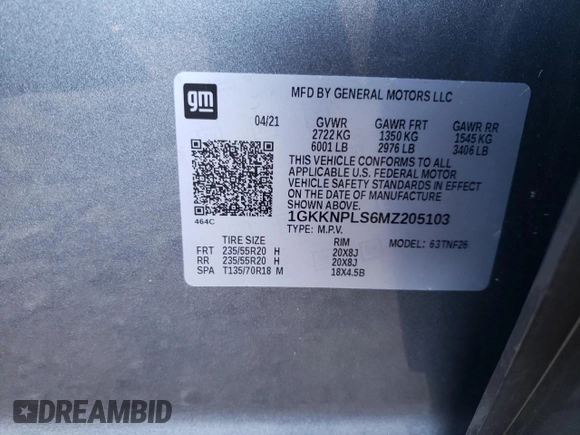 gm
MFD BY GENERAL MOTORS LLC
04/21 GVWR GAWR FRT GAWR RR
2722 KG 1350 KG 1545 KG
6001 LB 2976 LB 3406 LB
THIS VEHICLE CONFORMS TO ALL
APPLICABLE U.S. FEDERAL MOTOR
VEHICLE SAFETY STANDARDS IN EFFECT
ON THE DATE OF MANUFACTURE
SHOWN ABOVE.
464C
1GKKNPLS6MZ205103
TYPE: M.P.V. MODEL: 63TNF26
TIRE SIZE RIM
FRT 235/55R20 H 20X8J
RR 235/55R20 H 20X8J
SPA T135/70R18 M 18X4.5B
DREAMBID